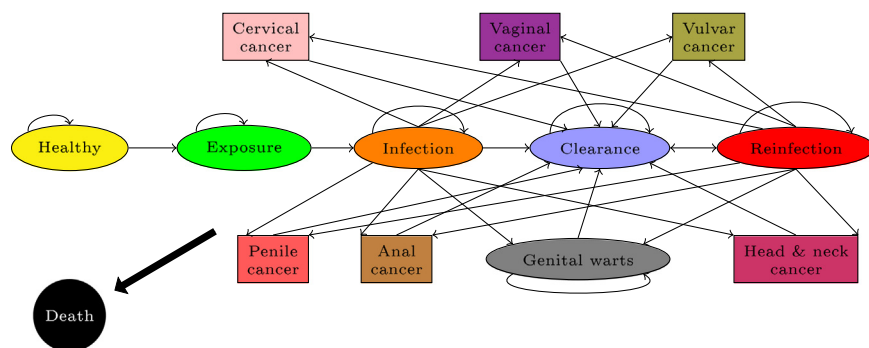 Cervical
cancer
Vaginal
cancer
Vulvar
cancer
Healthy
Exposure
Infection
Clearance
Reinfection
Penile
cancer
Anal
cancer
Genital warts
Head & neck
cancer
Death